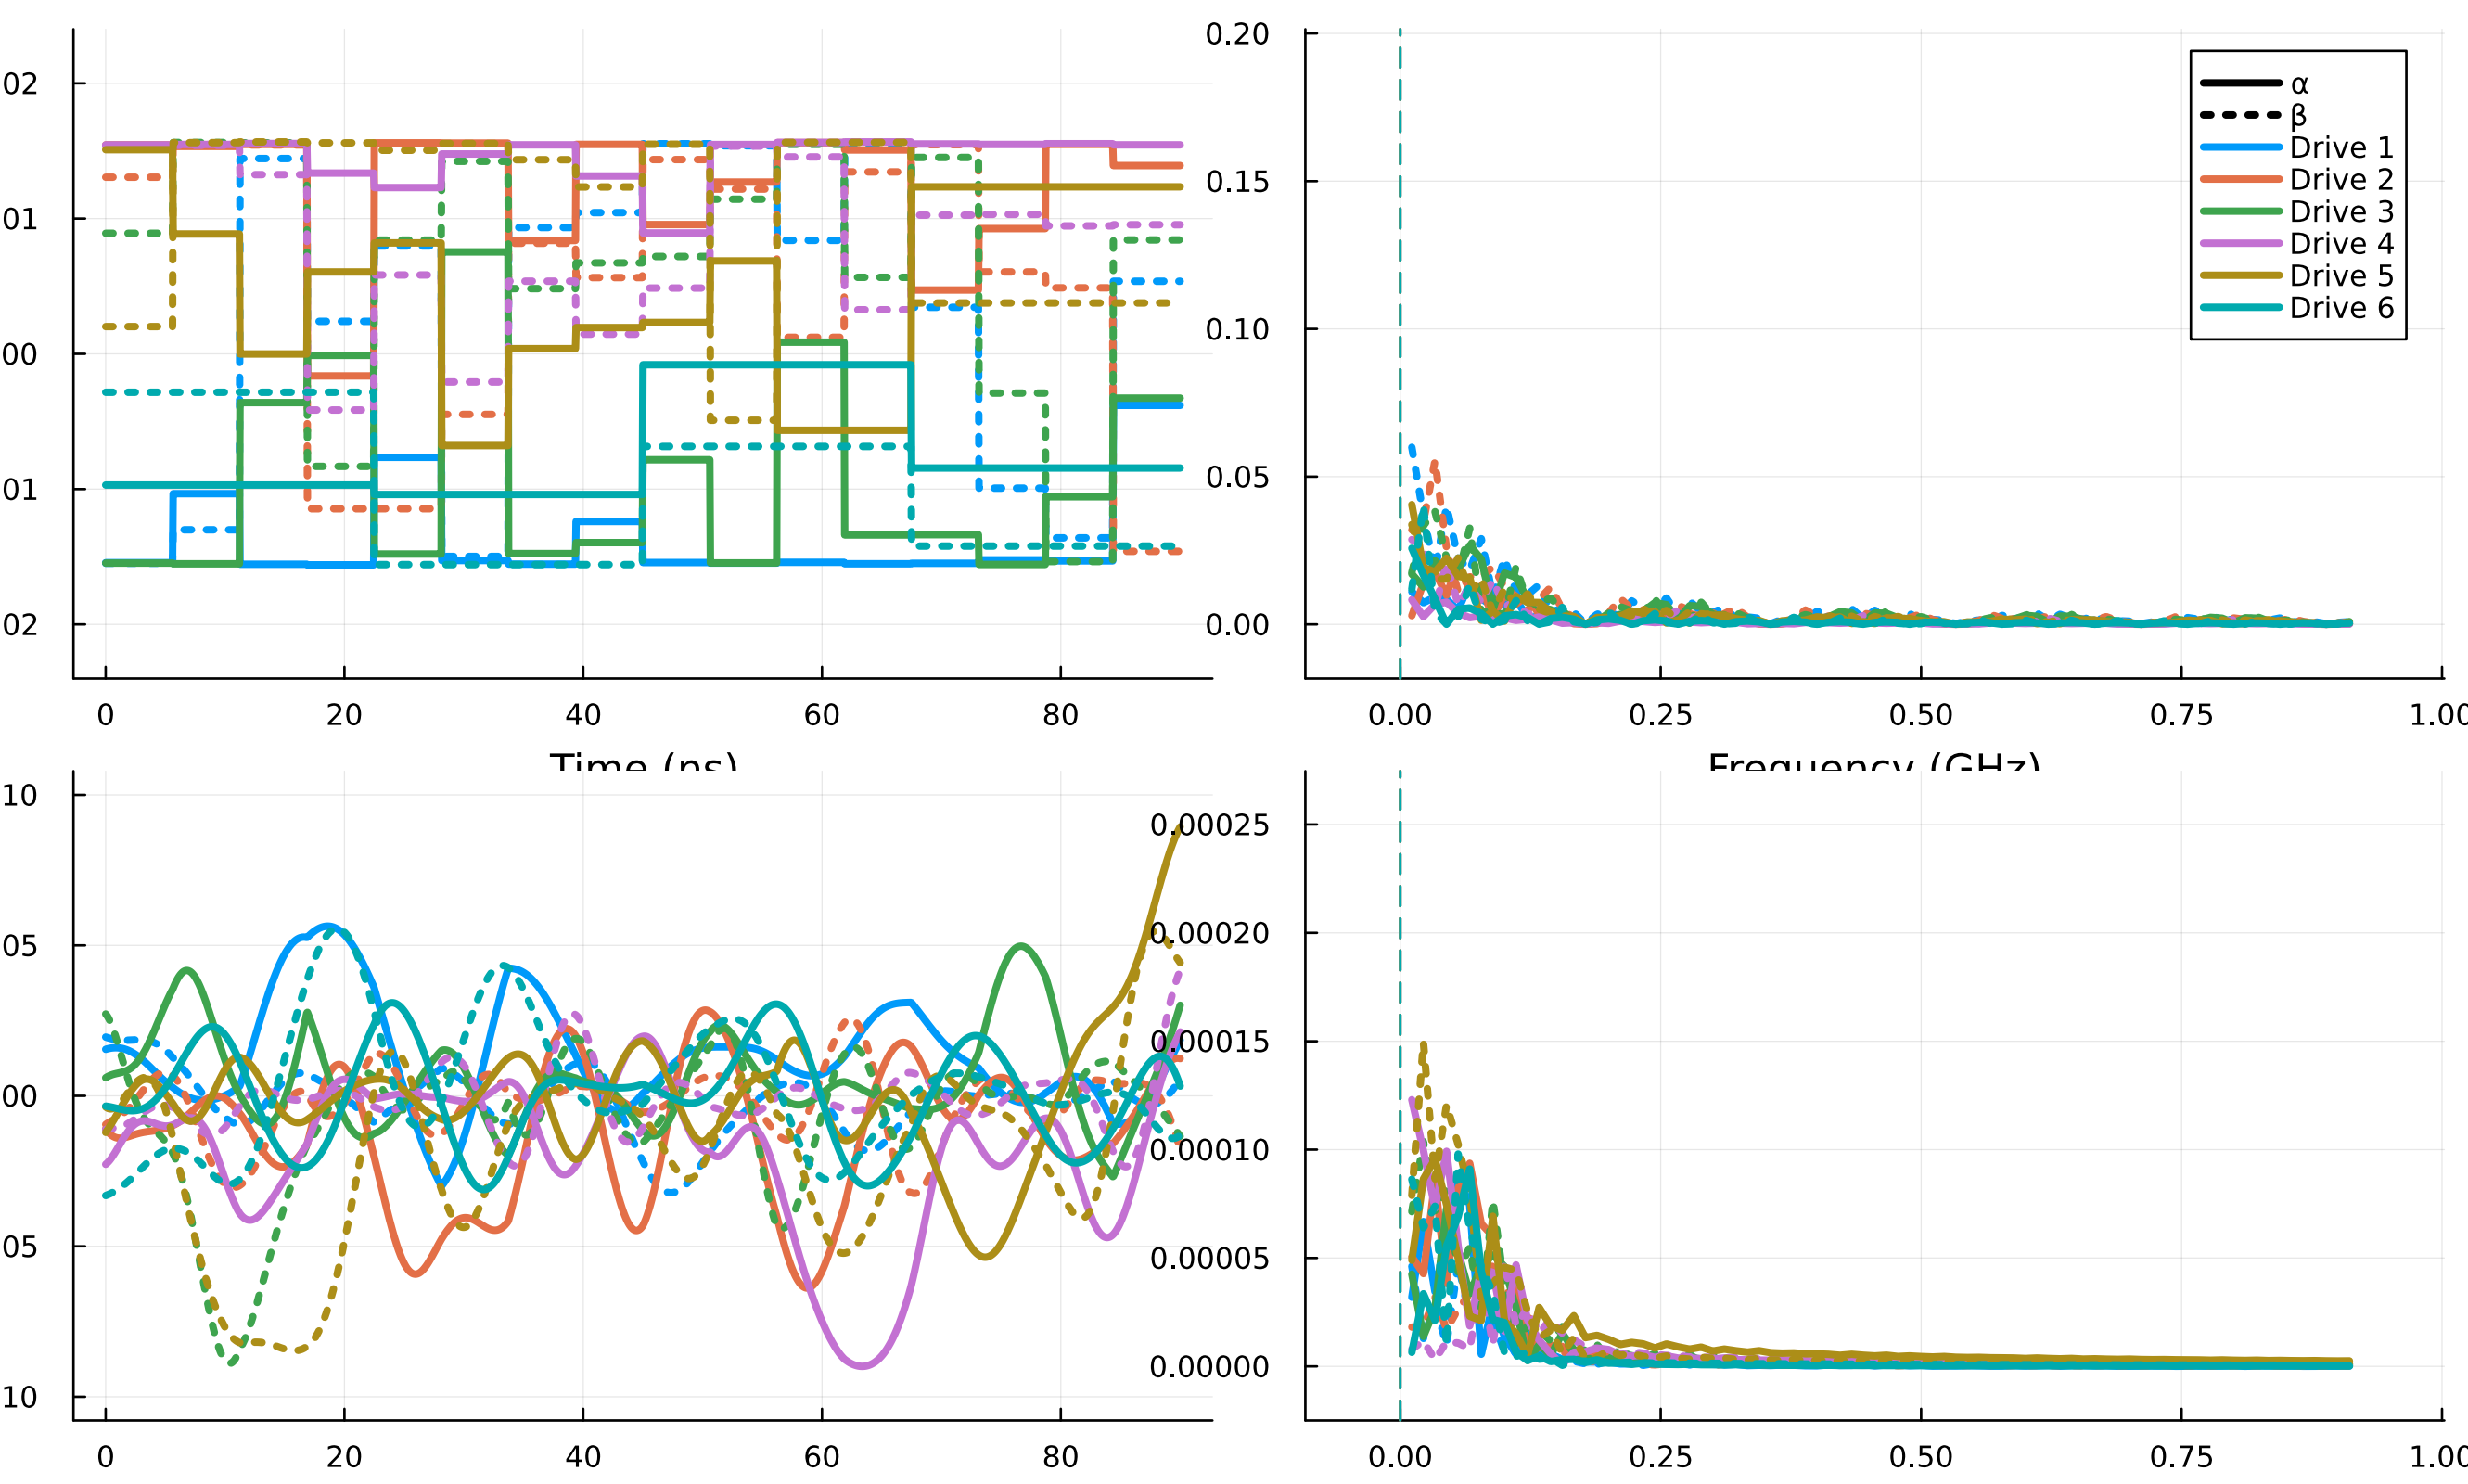 02
01
00
01
02
0 20 40 60 80
Time (ns)
0.20
0.15
0.10
0.05
0.00
0.00 0.25 0.50 0.75 1.00
Frequency (GHz)
α
β
Drive 1
Drive 2
Drive 3
Drive 4
Drive 5
Drive 6
10
05
00
05
10
0 20 40 60 80
0.00025
0.00020
0.00015
0.00010
0.00005
0.00000
0.00 0.25 0.50 0.75 1.00